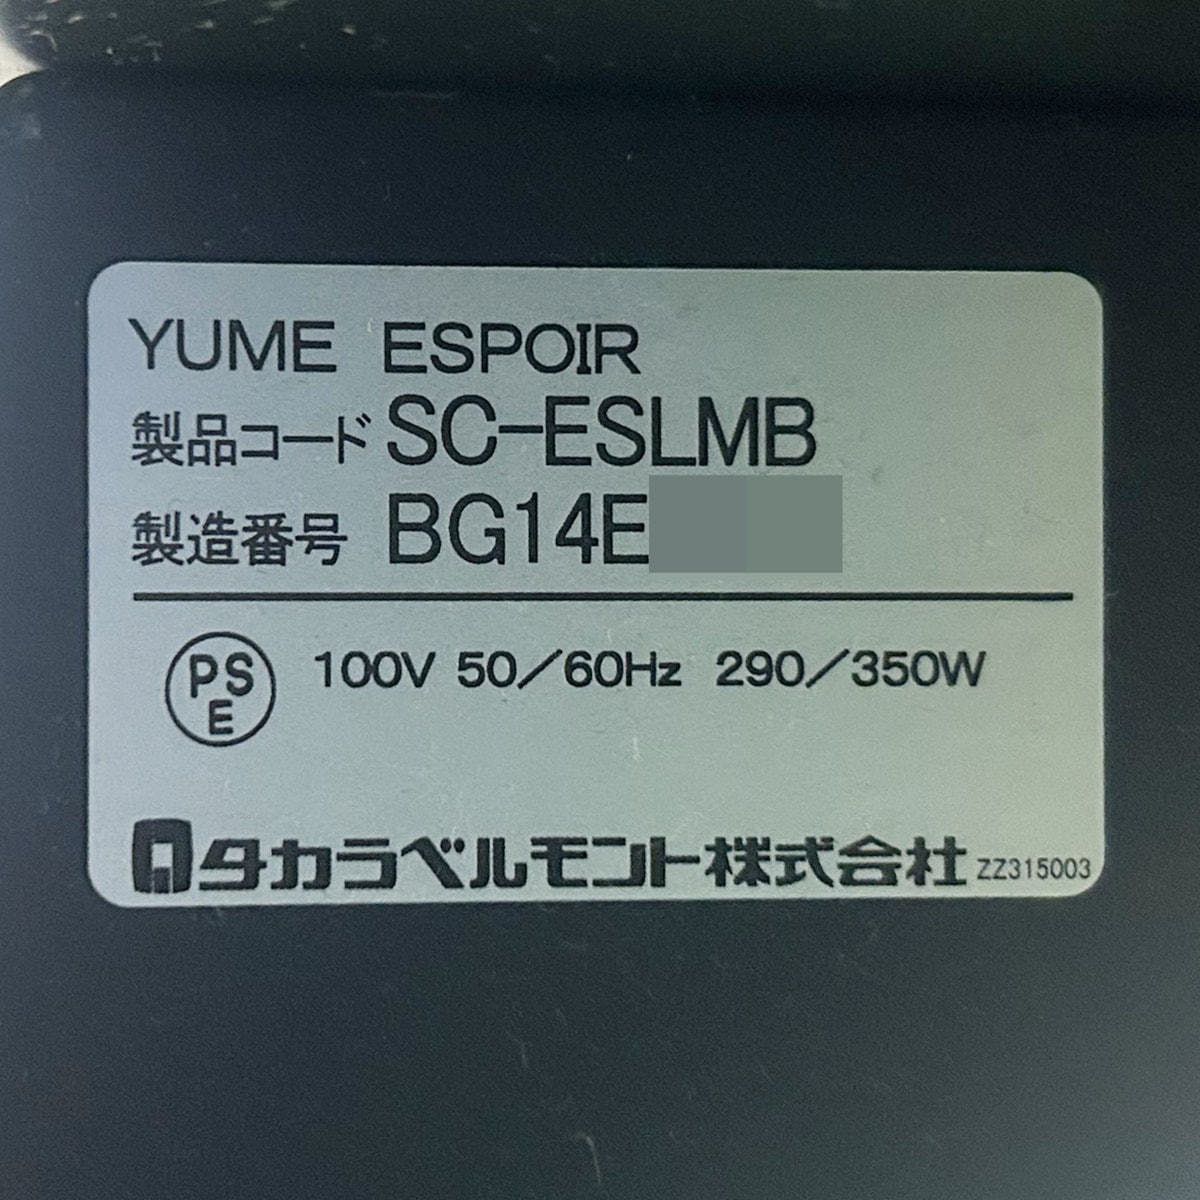 YUME ESPOIR
製品コード SC-ESLMB
製造番号 BG14E
PSE 100V 50/60Hz 290/350W
タカラベルモント株式会社 ZZ315003